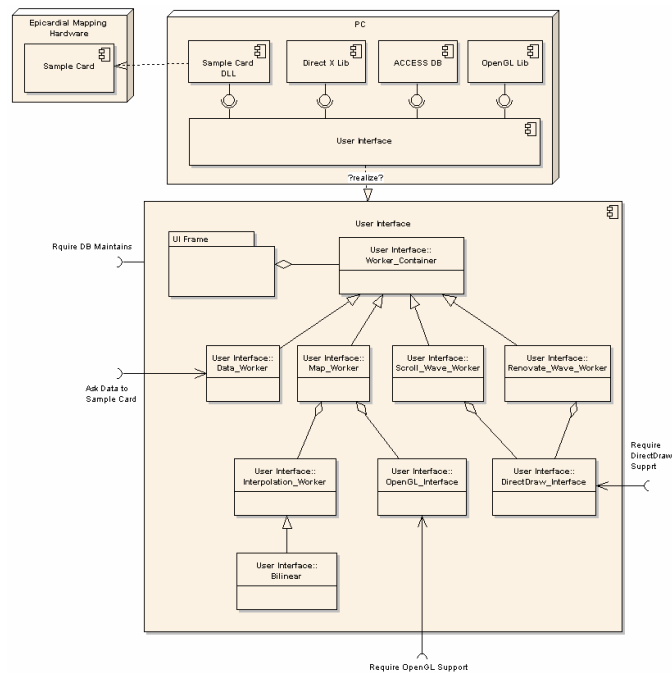 Epicardial Mapping
Hardware
Sample Card
PC
Sample Card
DLL
Direct X Lib
ACCESS DB
OpenGL Lib
User Interface
?realize?
User Interface
Rquire DB Maintains
UI Frame
User Interface::
Worker_Container
User Interface::
Data_Worker
User Interface::
Map_Worker
User Interface::
Scroll_Wave_Worker
User Interface::
Renovate_Wave_Worker
Ask Data to
Sample Card
User Interface::
Interpolation_Worker
User Interface::
OpenGL_Interface
User Interface::
DirectDraw_Interface
Require
DirectDraw
Supprt
User Interface::
Bilinear
Require OpenGL Support